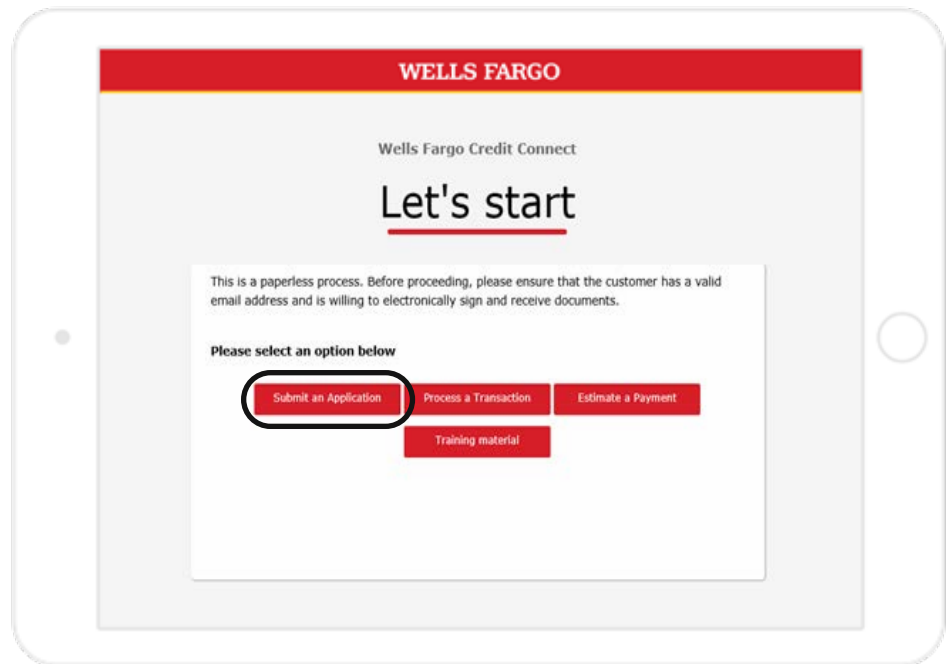 WELLS FARGO
Wells Fargo Credit Connect
Let's start
This is a paperless process. Before proceeding, please ensure that the customer has a valid
email address and is willing to electronically sign and receive documents.
Please select an option below
Submit an Application
Process a Transaction
Estimate a Payment
Training material